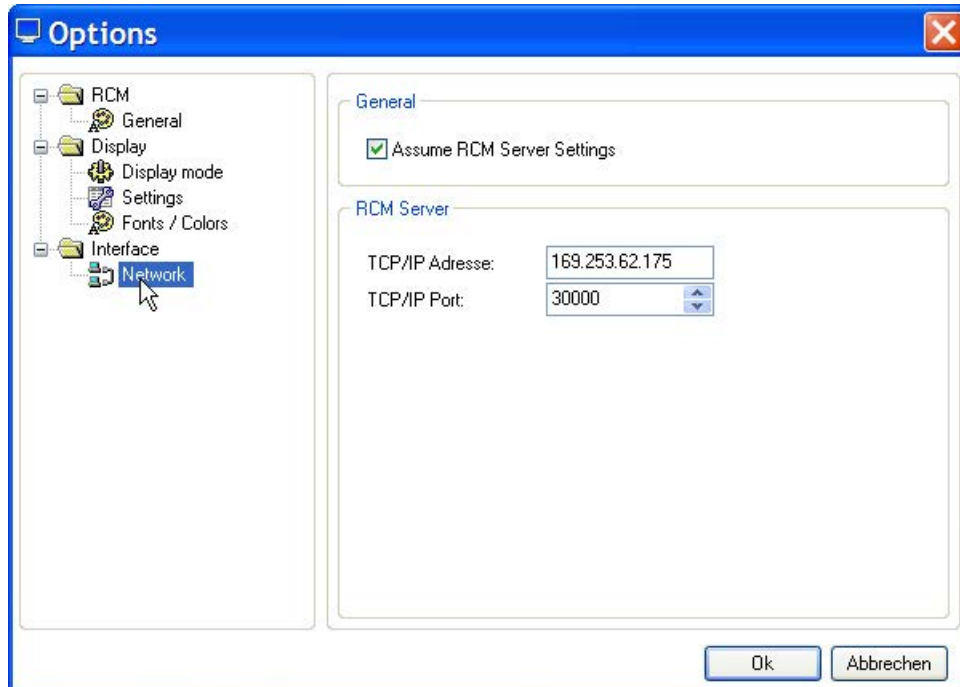 Options
RCM
General
Display
Display mode
Settings
Fonts / Colors
Interface
Network
General
Assume RCM Server Settings
RCM Server
TCP/IP Adresse: 169.253.62.175
TCP/IP Port: 30000
Ok Abbrechen